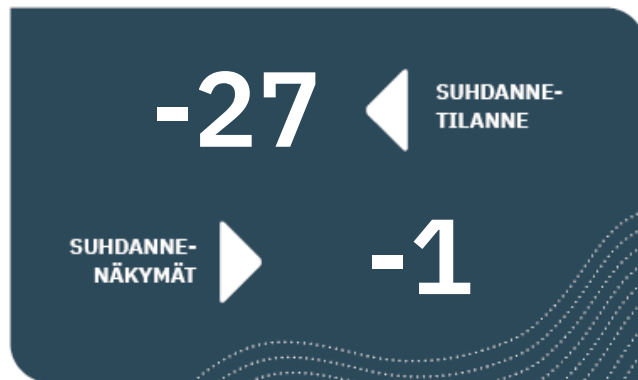 -27
SUHDANNE-
TILANNE
SUHDANNE-
NÄKYMÄT
-1